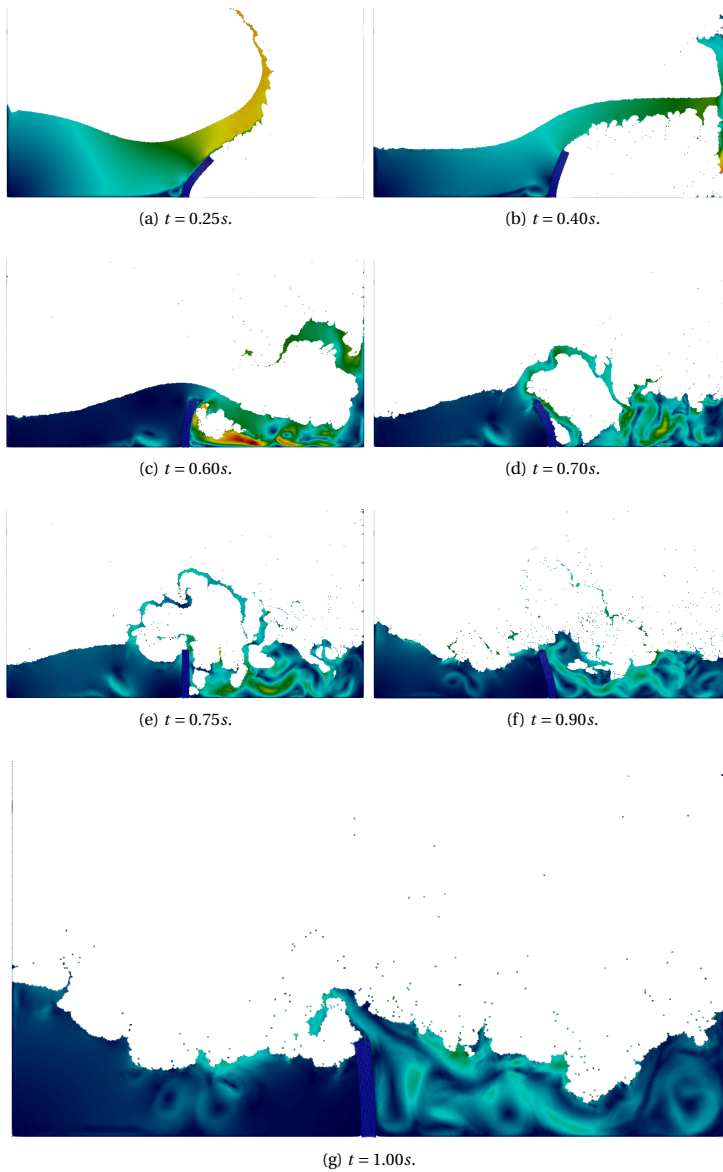 (a) t = 0.25s.
(b) t = 0.40s.
(c) t = 0.60s.
(d) t = 0.70s.
(e) t = 0.75s.
(f) t = 0.90s.
(g) t = 1.00s.